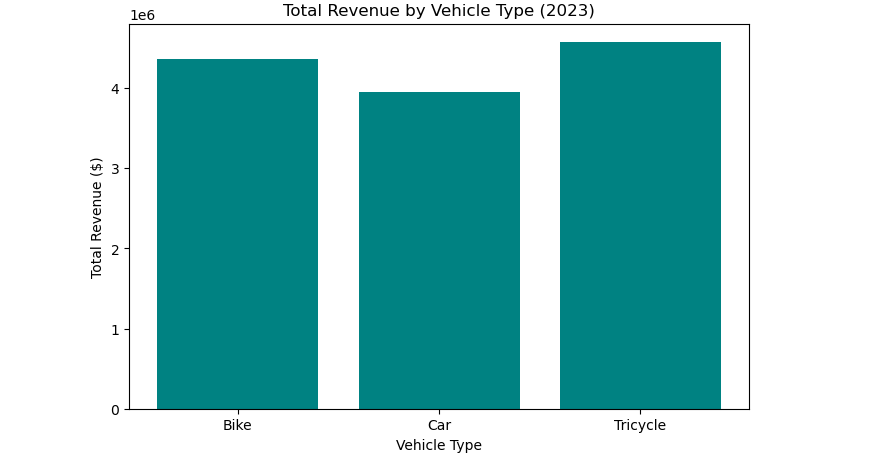 Total Revenue by Vehicle Type (2023)
1e6
4
3
2
1
0
Total Revenue ($)
Bike Car Tricycle
Vehicle Type